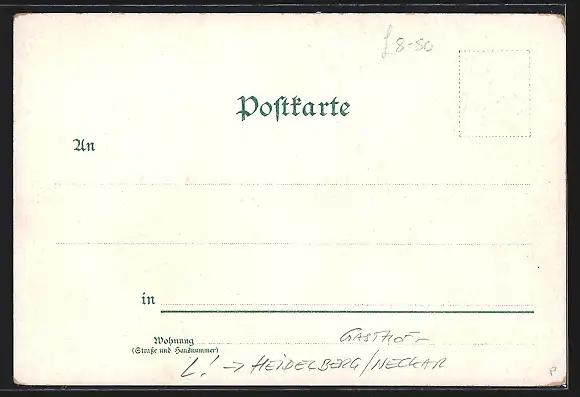 £8-50
Postkarte
An
in
Wohnung
(Straße und Hausnummer)
GASTHOF-
L! → HEIDELBERG/NECKAR
P